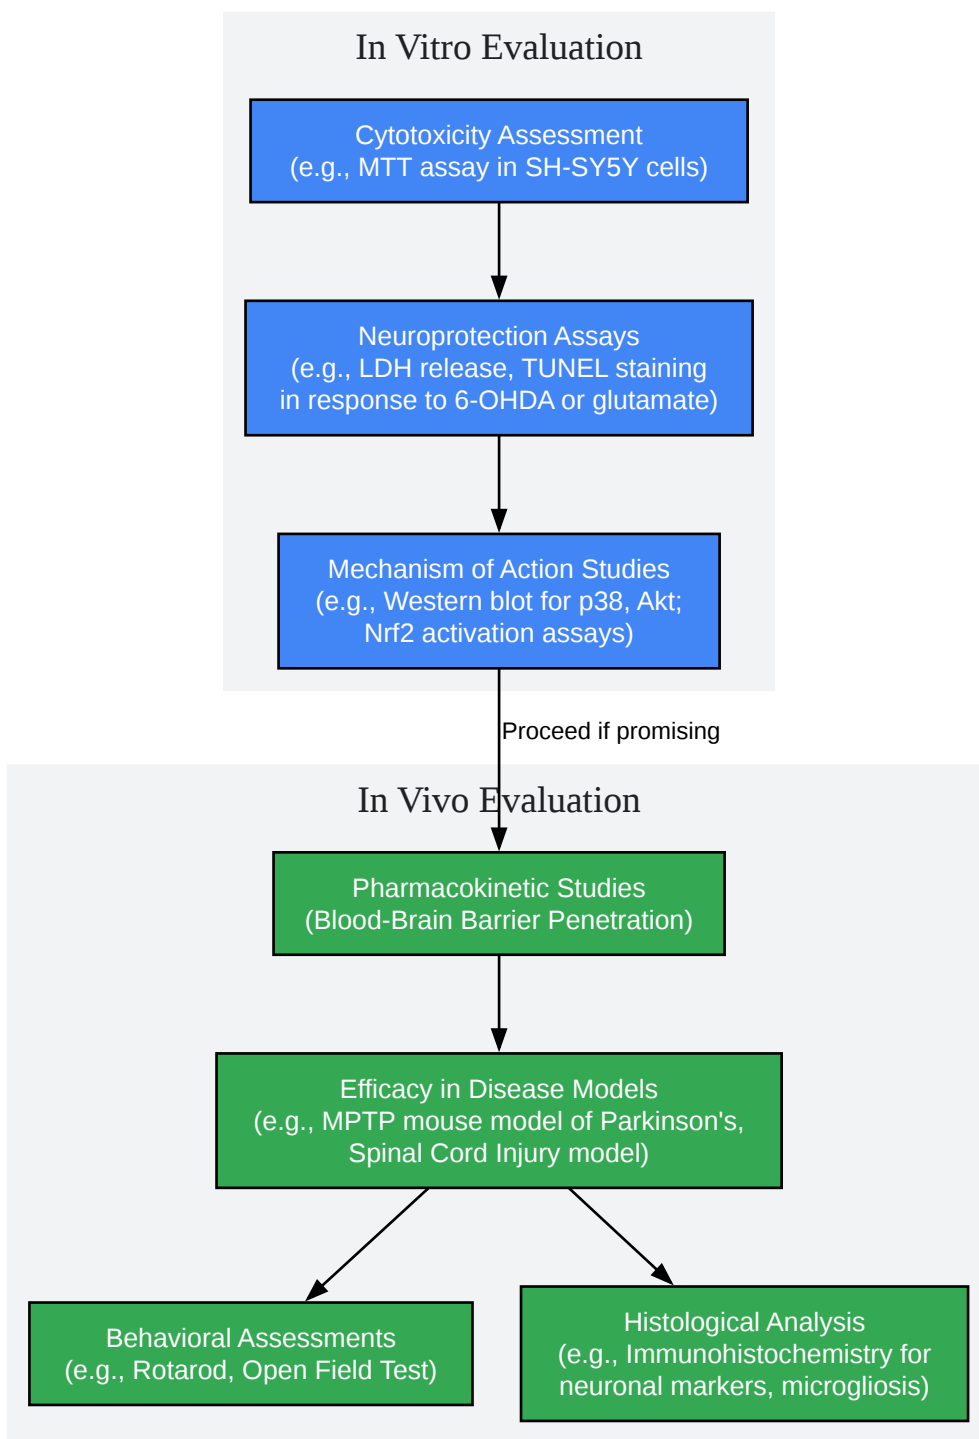 In Vitro Evaluation
Cytotoxicity Assessment
(e.g., MTT assay in SH-SY5Y cells)
Neuroprotection Assays
(e.g., LDH release, TUNEL staining
in response to 6-OHDA or glutamate)
Mechanism of Action Studies
(e.g., Western blot for p38, Akt;
Nrf2 activation assays)
Proceed if promising
In Vivo Evaluation
Pharmacokinetic Studies
(Blood-Brain Barrier Penetration)
Efficacy in Disease Models
(e.g., MPTP mouse model of Parkinson's,
Spinal Cord Injury model)
Behavioral Assessments
(e.g., Rotarod, Open Field Test)
Histological Analysis
(e.g., Immunohistochemistry for
neuronal markers, microgliosis)